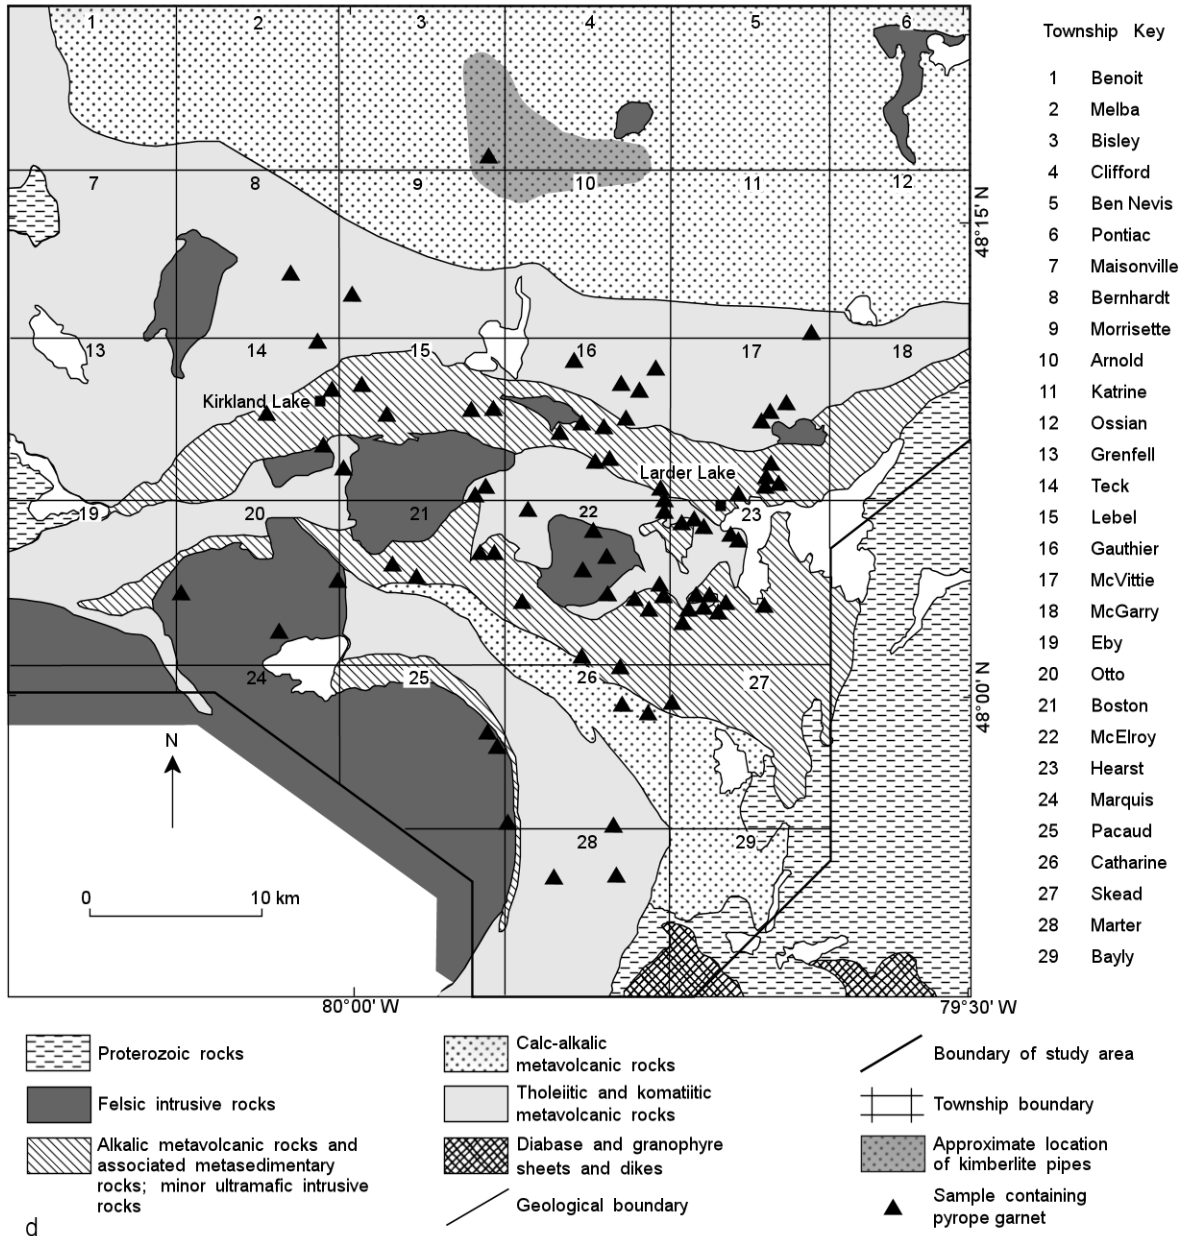 1 2 3 4 5 6
Township Key
1 Benoit
2 Melba
3 Bisley
4 Clifford
5 Ben Nevis
6 Pontiac
7 Maisonville
8 Bernhardt
9 Morrisette
10 Arnold
11 Katrine
12 Ossian
13 Grenfell
14 Teck
15 Lebel
16 Gauthier
17 McVittie
18 McGarry
19 Eby
20 Otto
21 Boston
22 McElroy
23 Hearst
24 Marquis
25 Pacaud
26 Catharine
27 Skead
28 Marter
29 Bayly
7 8 9 10 11 12
48°15' N
13 14 15 16 17 18
Kirkland Lake
Larder Lake
19 20 21 22 23
24 25 26 27
48°00' N
N
28 29
0 10 km
80°00' W
79°30' W
Proterozoic rocks
Felsic intrusive rocks
Alkalic metavolcanic rocks and
associated metasedimentary
rocks; minor ultramafic intrusive
rocks
Calc-alkalic
metavolcanic rocks
Tholeiitic and komatiitic
metavolcanic rocks
Diabase and granophyre
sheets and dikes
Geological boundary
Boundary of study area
Township boundary
Approximate location
of kimberlite pipes
Sample containing
pyrope garnet
d